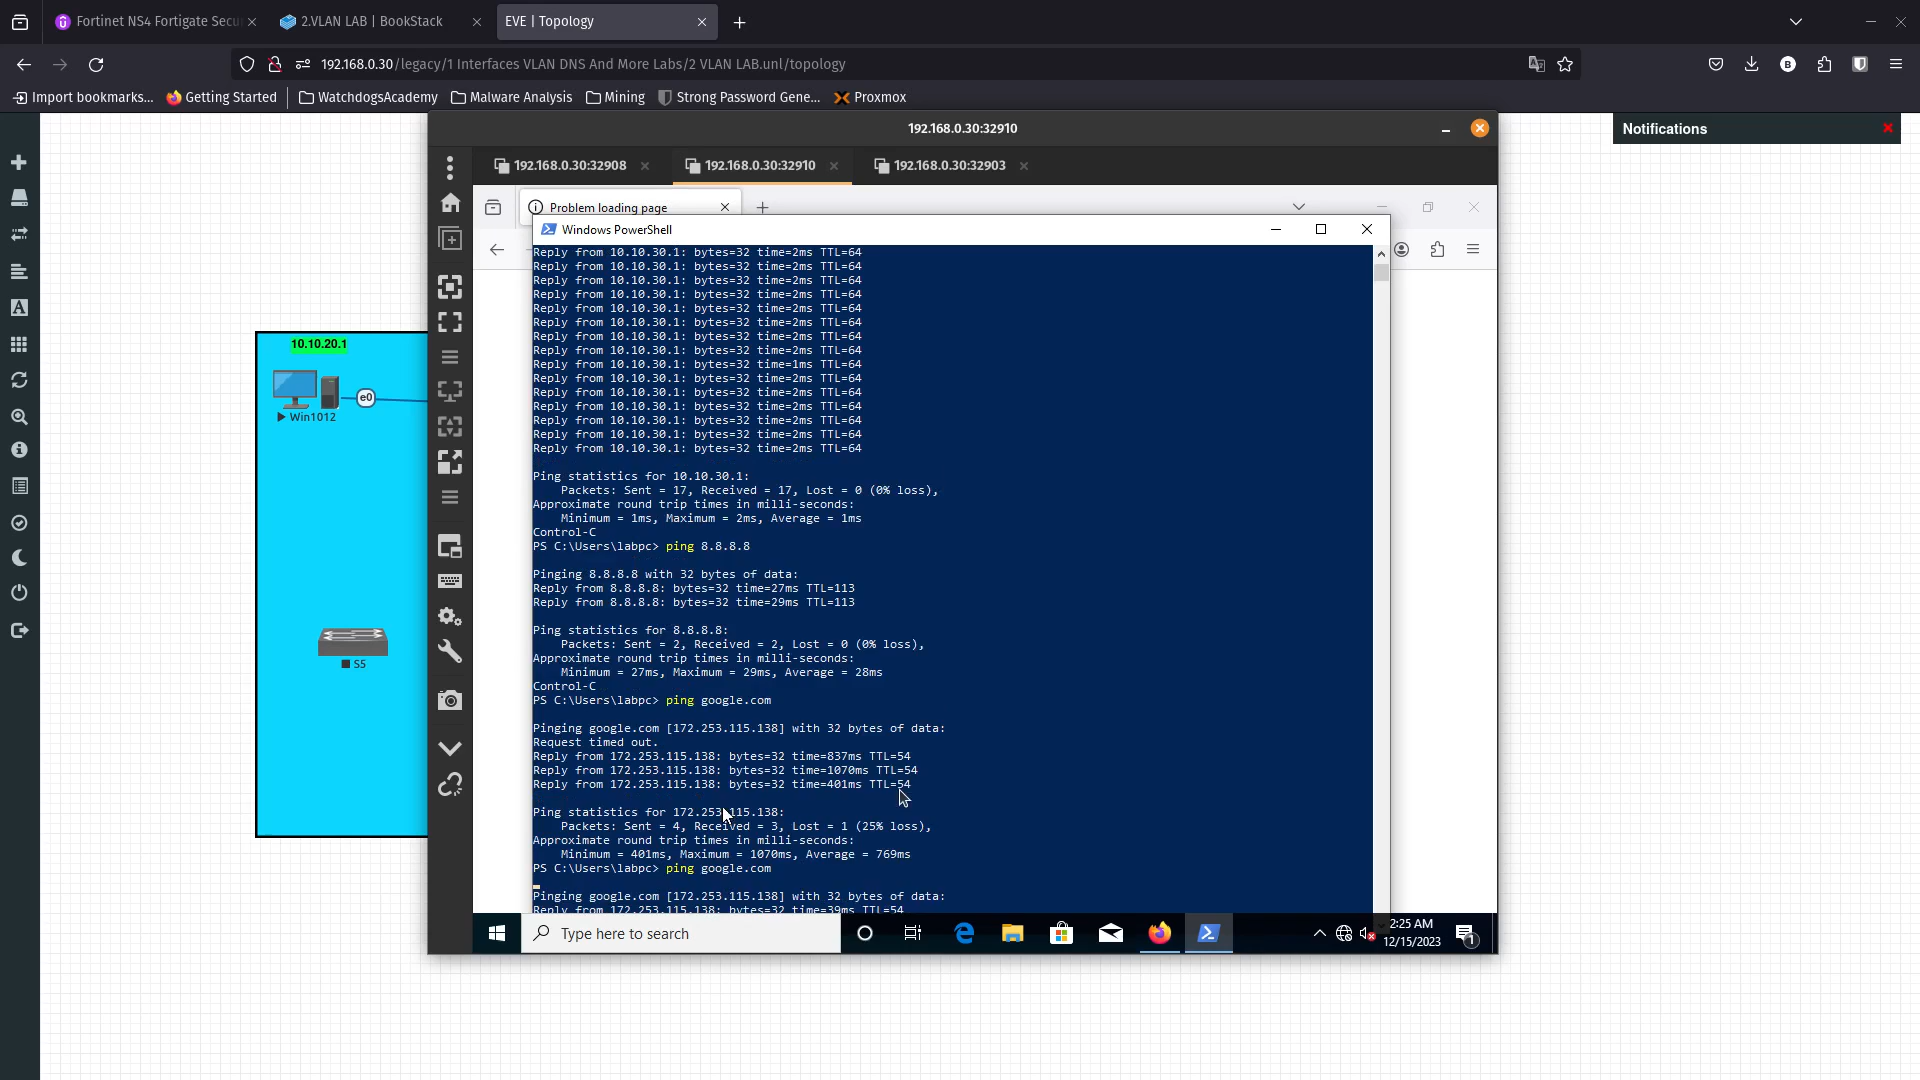 Fortinet NS4 Fortigate Secu
2.VLAN LAB | BookStack
EVE | Topology
192.168.0.30/legacy/1 Interfaces VLAN DNS And More Labs/2 VLAN LAB.unl/topology
Import bookmarks...
Getting Started
WatchdogsAcademy
Malware Analysis
Mining
Strong Password Gene...
Proxmox
192.168.0.30:32910
Notifications
192.168.0.30:32908
192.168.0.30:32910
192.168.0.30:32903
Problem loading page
Windows PowerShell
Reply from 10.10.30.1: bytes=32 time=2ms TTL=64
Reply from 10.10.30.1: bytes=32 time=2ms TTL=64
Reply from 10.10.30.1: bytes=32 time=2ms TTL=64
Reply from 10.10.30.1: bytes=32 time=2ms TTL=64
Reply from 10.10.30.1: bytes=32 time=2ms TTL=64
Reply from 10.10.30.1: bytes=32 time=2ms TTL=64
Reply from 10.10.30.1: bytes=32 time=2ms TTL=64
Reply from 10.10.30.1: bytes=32 time=2ms TTL=64
Reply from 10.10.30.1: bytes=32 time=1ms TTL=64
Reply from 10.10.30.1: bytes=32 time=2ms TTL=64
Reply from 10.10.30.1: bytes=32 time=2ms TTL=64
Reply from 10.10.30.1: bytes=32 time=2ms TTL=64
Reply from 10.10.30.1: bytes=32 time=2ms TTL=64
Reply from 10.10.30.1: bytes=32 time=2ms TTL=64
Reply from 10.10.30.1: bytes=32 time=2ms TTL=64
Ping statistics for 10.10.30.1:
Packets: Sent = 17, Received = 17, Lost = 0 (0% loss),
Approximate round trip times in milli-seconds:
Minimum = 1ms, Maximum = 2ms, Average = 1ms
Control-C
PS C:\Users\labpc> ping 8.8.8.8
Pinging 8.8.8.8 with 32 bytes of data:
Reply from 8.8.8.8: bytes=32 time=27ms TTL=113
Reply from 8.8.8.8: bytes=32 time=29ms TTL=113
Ping statistics for 8.8.8.8:
Packets: Sent = 2, Received = 2, Lost = 0 (0% loss),
Approximate round trip times in milli-seconds:
Minimum = 27ms, Maximum = 29ms, Average = 28ms
Control-C
PS C:\Users\labpc> ping google.com
Pinging google.com [172.253.115.138] with 32 bytes of data:
Request timed out.
Reply from 172.253.115.138: bytes=32 time=837ms TTL=54
Reply from 172.253.115.138: bytes=32 time=1070ms TTL=54
Reply from 172.253.115.138: bytes=32 time=401ms TTL=54
Ping statistics for 172.253.115.138:
Packets: Sent = 4, Received = 3, Lost = 1 (25% loss),
Approximate round trip times in milli-seconds:
Minimum = 401ms, Maximum = 1070ms, Average = 769ms
PS C:\Users\labpc> ping google.com
Pinging google.com [172.253.115.138] with 32 bytes of data:
Reply from 172.253.115.138: bytes=32 time=39ms TTL=54
10.10.20.1
e0
Win1012
S5
Type here to search
2:25 AM
12/15/2023
1